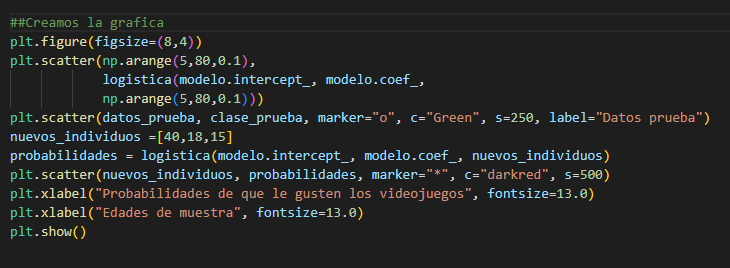 ##Creamos la grafica
plt.figure(figsize=(8,4))
plt.scatter(np.arange(5,80,0.1),
            logistica(modelo.intercept_, modelo.coef_,
            np.arange(5,80,0.1)))
plt.scatter(datos_prueba, clase_prueba, marker="o", c="Green", s=250, label="Datos prueba")
nuevos_individuos =[40,18,15]
probabilidades = logistica(modelo.intercept_, modelo.coef_, nuevos_individuos)
plt.scatter(nuevos_individuos, probabilidades, marker="*", c="darkred", s=500)
plt.xlabel("Probabilidades de que le gusten los videojuegos", fontsize=13.0)
plt.xlabel("Edades de muestra", fontsize=13.0)
plt.show()